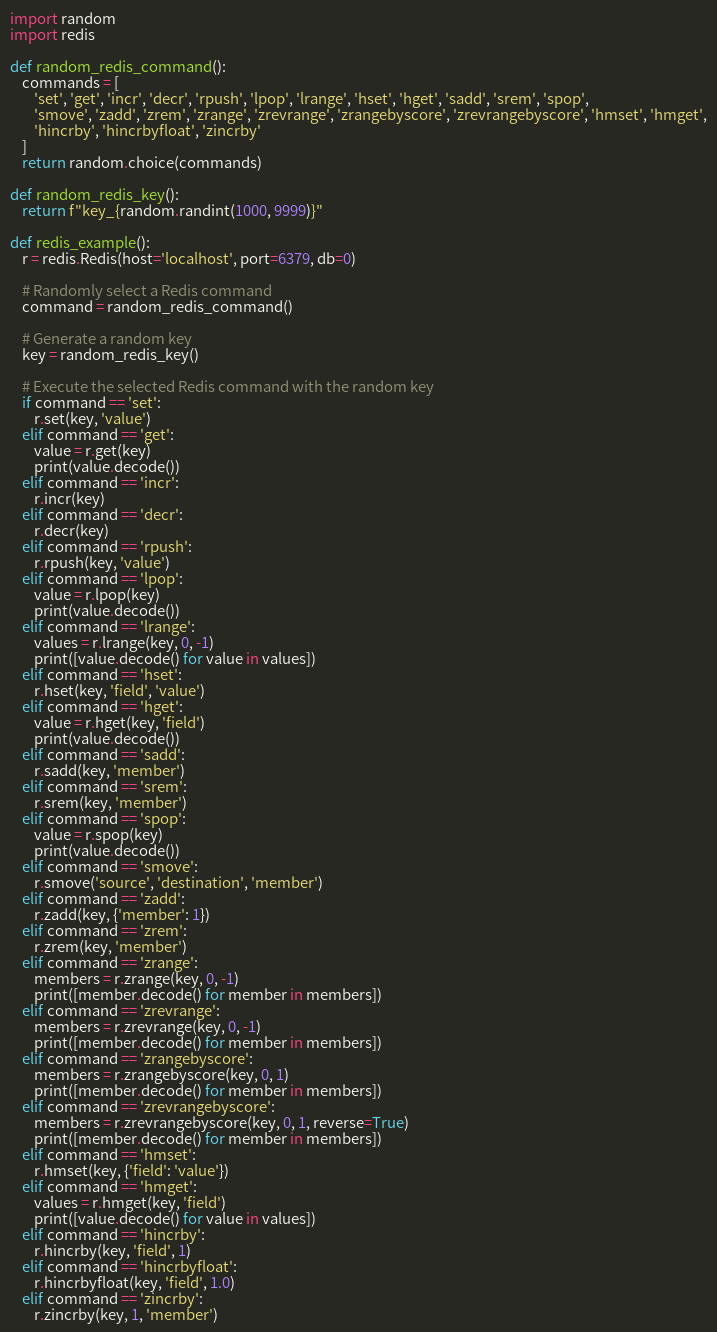 import random
import redis

def random_redis_command():
    commands = [
        'set', 'get', 'incr', 'decr', 'rpush', 'lpop', 'lrange', 'hset', 'hget', 'sadd', 'srem', 'spop',
        'smove', 'zadd', 'zrem', 'zrange', 'zrevrange', 'zrangebyscore', 'zrevrangebyscore', 'hmset', 'hmget',
        'hincrby', 'hincrbyfloat', 'zincrby'
    ]
    return random.choice(commands)

def random_redis_key():
    return f"key_{random.randint(1000, 9999)}"

def redis_example():
    r = redis.Redis(host='localhost', port=6379, db=0)

    # Randomly select a Redis command
    command = random_redis_command()

    # Generate a random key
    key = random_redis_key()

    # Execute the selected Redis command with the random key
    if command == 'set':
        r.set(key, 'value')
    elif command == 'get':
        value = r.get(key)
        print(value.decode())
    elif command == 'incr':
        r.incr(key)
    elif command == 'decr':
        r.decr(key)
    elif command == 'rpush':
        r.rpush(key, 'value')
    elif command == 'lpop':
        value = r.lpop(key)
        print(value.decode())
    elif command == 'lrange':
        values = r.lrange(key, 0, -1)
        print([value.decode() for value in values])
    elif command == 'hset':
        r.hset(key, 'field', 'value')
    elif command == 'hget':
        value = r.hget(key, 'field')
        print(value.decode())
    elif command == 'sadd':
        r.sadd(key, 'member')
    elif command == 'srem':
        r.srem(key, 'member')
    elif command == 'spop':
        value = r.spop(key)
        print(value.decode())
    elif command == 'smove':
        r.smove('source', 'destination', 'member')
    elif command == 'zadd':
        r.zadd(key, {'member': 1})
    elif command == 'zrem':
        r.zrem(key, 'member')
    elif command == 'zrange':
        members = r.zrange(key, 0, -1)
        print([member.decode() for member in members])
    elif command == 'zrevrange':
        members = r.zrevrange(key, 0, -1)
        print([member.decode() for member in members])
    elif command == 'zrangebyscore':
        members = r.zrangebyscore(key, 0, 1)
        print([member.decode() for member in members])
    elif command == 'zrevrangebyscore':
        members = r.zrevrangebyscore(key, 0, 1, reverse=True)
        print([member.decode() for member in members])
    elif command == 'hmset':
        r.hmset(key, {'field': 'value'})
    elif command == 'hmget':
        values = r.hmget(key, 'field')
        print([value.decode() for value in values])
    elif command == 'hincrby':
        r.hincrby(key, 'field', 1)
    elif command == 'hincrbyfloat':
        r.hincrbyfloat(key, 'field', 1.0)
    elif command == 'zincrby':
        r.zincrby(key, 1, 'member')